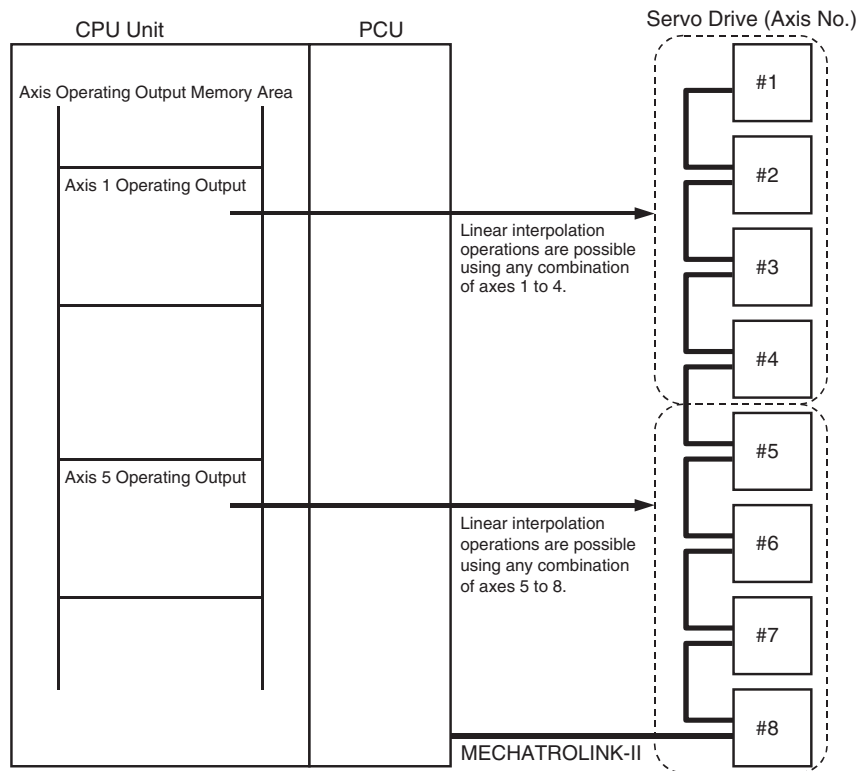 CPU Unit
PCU
Servo Drive (Axis No.)
Axis Operating Output Memory Area
Axis 1 Operating Output
Linear interpolation
operations are possible
using any combination
of axes 1 to 4.
Axis 5 Operating Output
Linear interpolation
operations are possible
using any combination
of axes 5 to 8.
MECHATROLINK-II
#1
#2
#3
#4
#5
#6
#7
#8